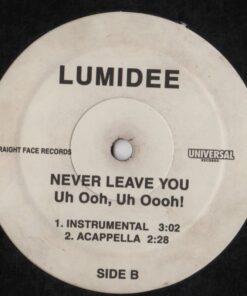 LUMIDEE
RAIGHT FACE RECORDS
UNIVERSAL
RECORDS
NEVER LEAVE YOU
Uh Ooh, Uh Oooh!
1. INSTRUMENTAL 3:02
2. ACAPPELLA 2:28
SIDE B